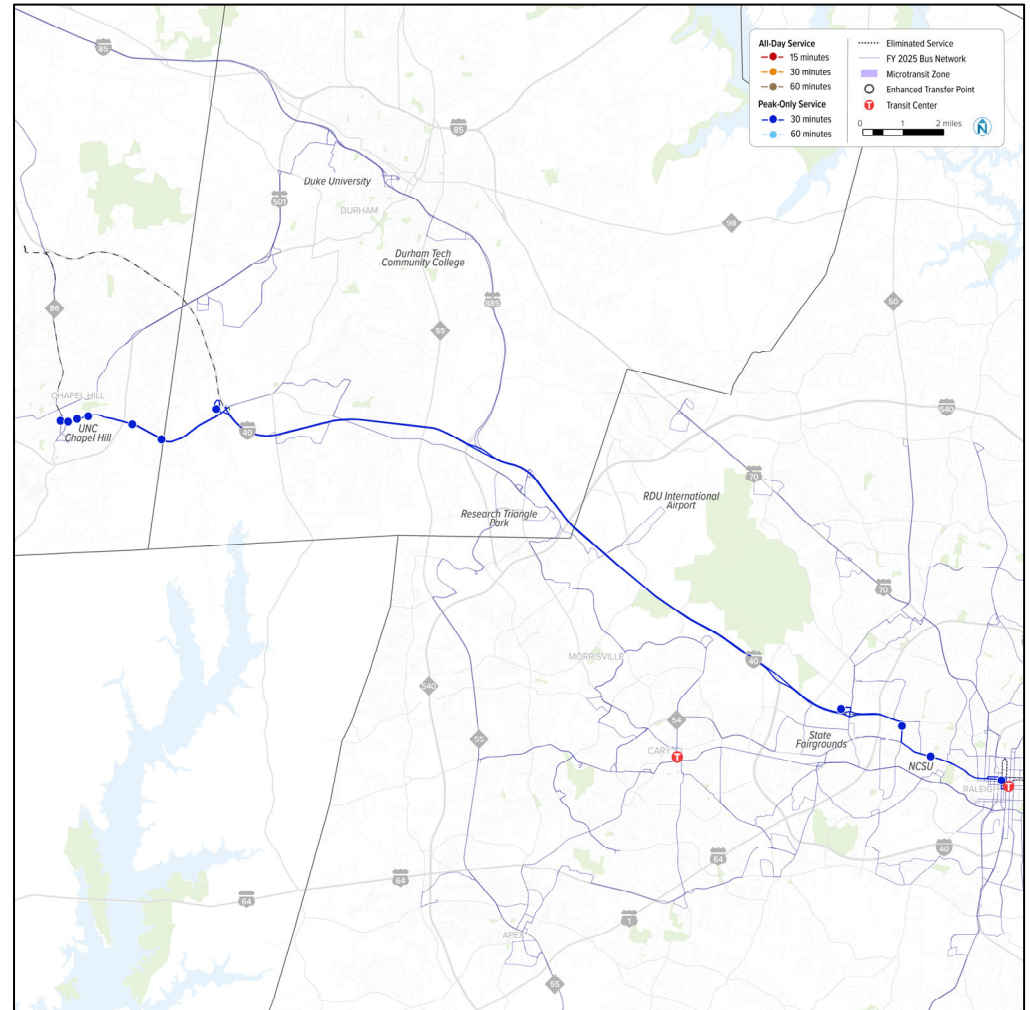 All-Day Service
15 minutes
30 minutes
60 minutes
Peak-Only Service
30 minutes
60 minutes
Eliminated Service
FY 2025 Bus Network
Microtransit Zone
Enhanced Transfer Point
T
Transit Center
0 1 2 miles
N
85
85
Duke University
501
DURHAM
98
Durham Tech
Community College
885
86
55
50
CHAPEL HILL
UNC
Chapel Hill
40
540
70
RDU International
Airport
Research Triangle
Park
70
MORRISVILLE
40
540
54
55
State
Fairgrounds
CARY
T
NCSU
RALEIGH
T
40
64
64
64
1
APEX
55